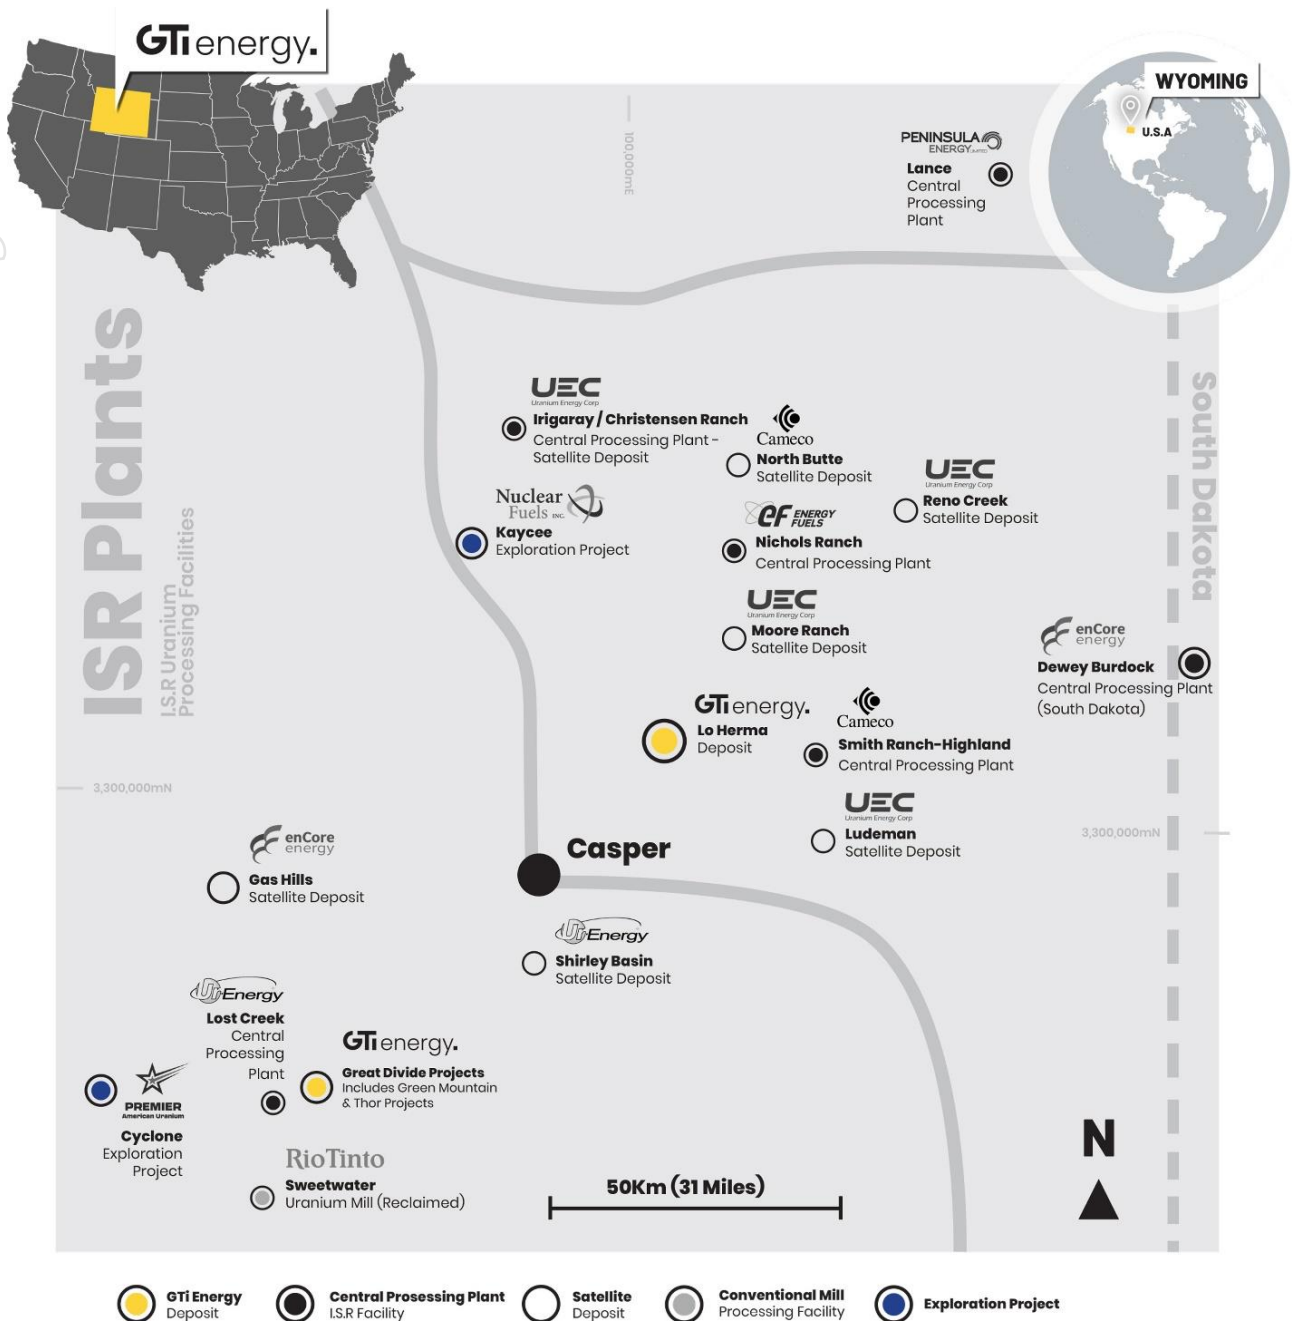 GTi energy.
WYOMING
U.S.A
100,000mE
PENINSULA
ENERGY LIMITED
Lance
Central
Processing
Plant
ISR Plants
I.S.R Uranium
Processing Facilities
South Dakota
UEC
Uranium Energy Corp
Irigaray / Christensen Ranch
Central Processing Plant -
Satellite Deposit
Cameco
North Butte
Satellite Deposit
UEC
Uranium Energy Corp
Reno Creek
Satellite Deposit
Nuclear
Fuels INC.
Kaycee
Exploration Project
eF ENERGY
FUELS
Nichols Ranch
Central Processing Plant
UEC
Uranium Energy Corp
Moore Ranch
Satellite Deposit
enCore
energy
Dewey Burdock
Central Processing Plant
(South Dakota)
GTi energy.
Lo Herma
Deposit
Cameco
Smith Ranch-Highland
Central Processing Plant
3,300,000mN
UEC
Uranium Energy Corp
Ludeman
Satellite Deposit
3,300,000mN
enCore
energy
Gas Hills
Satellite Deposit
Casper
Ur-Energy
Shirley Basin
Satellite Deposit
Ur-Energy
Lost Creek
Central
Processing
Plant
GTi energy.
Great Divide Projects
Includes Green Mountain
& Thor Projects
PREMIER
American Uranium
Cyclone
Exploration
Project
RioTinto
Sweetwater
Uranium Mill (Reclaimed)
50Km (31 Miles)
N
GTi Energy
Deposit
Central Prosessing Plant
I.S.R Facility
Satellite
Deposit
Conventional Mill
Processing Facility
Exploration Project